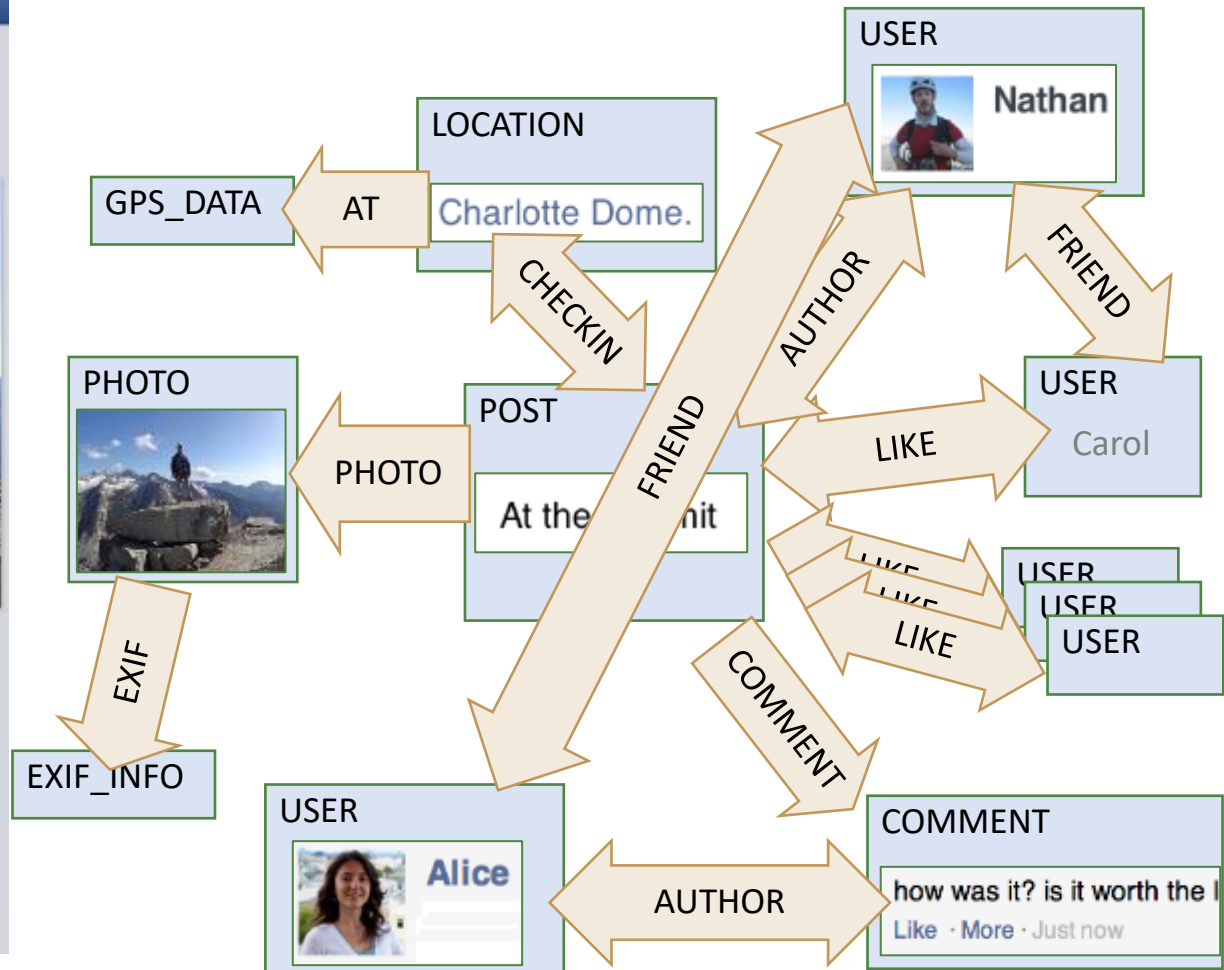 USER
Nathan
LOCATION
Charlotte Dome.
GPS_DATA
AT
CHECKIN
AUTHOR
FRIEND
FRIEND
PHOTO
PHOTO
POST
At the
LIKE
USER
Carol
LIKE
LIKE
LIKE
USER
USER
USER
COMMENT
EXIF
EXIF_INFO
USER
Alice
AUTHOR
COMMENT
how was it? is it worth the
Like · More · Just now